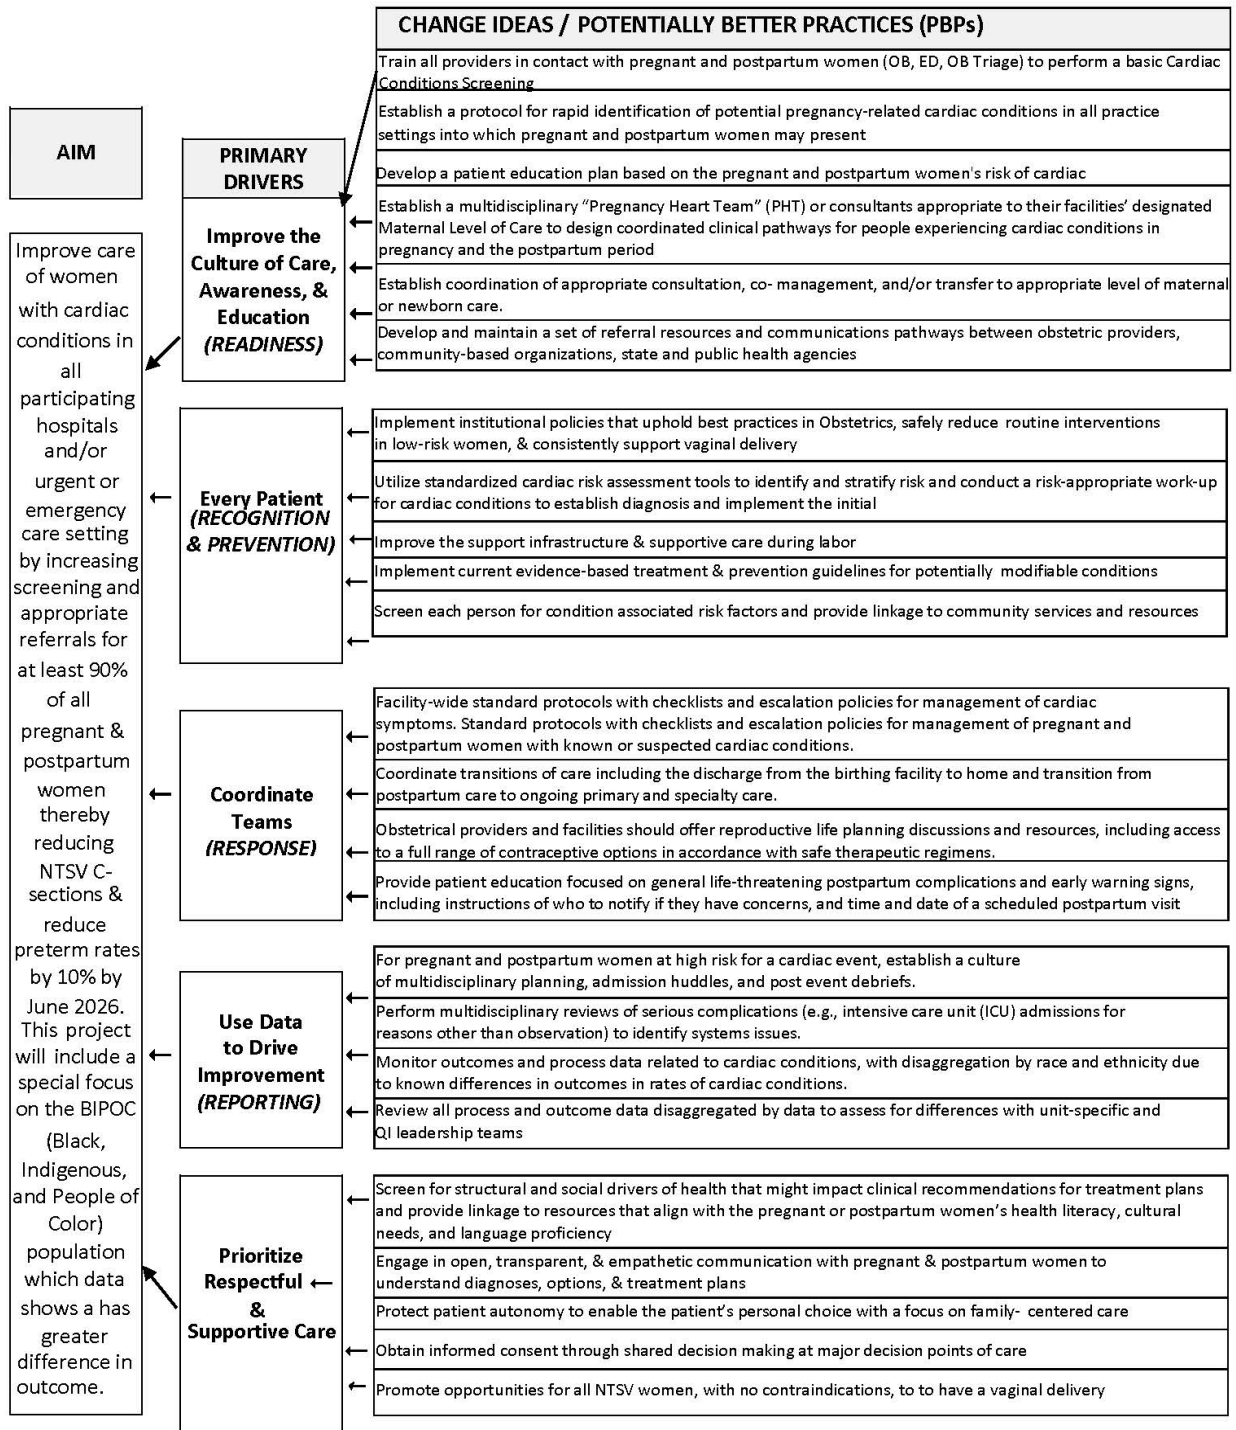 CHANGE IDEAS / POTENTIALLY BETTER PRACTICES (PBPs)
AIM
Improve care
of women
with cardiac
conditions in
all
participating
hospitals
and/or
urgent or
emergency
care setting
by increasing
screening and
appropriate
referrals for
at least 90%
of all
pregnant &
postpartum
women
thereby
reducing
NTSV C-
sections &
reduce
preterm rates
by 10% by
June 2026.
This project
will include a
special focus
on the BIPOC
(Black,
Indigenous,
and People of
Color)
population
which data
shows a has
greater
difference in
outcome.
PRIMARY
DRIVERS
Improve the
Culture of Care,
Awareness, &
Education
(READINESS)
Train all providers in contact with pregnant and postpartum women (OB, ED, OB Triage) to perform a basic Cardiac
Conditions Screening
Establish a protocol for rapid identification of potential pregnancy-related cardiac conditions in all practice
settings into which pregnant and postpartum women may present
Develop a patient education plan based on the pregnant and postpartum women's risk of cardiac
Establish a multidisciplinary “Pregnancy Heart Team” (PHT) or consultants appropriate to their facilities’ designated
Maternal Level of Care to design coordinated clinical pathways for people experiencing cardiac conditions in
pregnancy and the postpartum period
Establish coordination of appropriate consultation, co- management, and/or transfer to appropriate level of maternal
or newborn care.
Develop and maintain a set of referral resources and communications pathways between obstetric providers,
community-based organizations, state and public health agencies
Every Patient
(RECOGNITION
& PREVENTION)
Implement institutional policies that uphold best practices in Obstetrics, safely reduce routine interventions
in low-risk women, & consistently support vaginal delivery
Utilize standardized cardiac risk assessment tools to identify and stratify risk and conduct a risk-appropriate work-up
for cardiac conditions to establish diagnosis and implement the initial
Improve the support infrastructure & supportive care during labor
Implement current evidence-based treatment & prevention guidelines for potentially modifiable conditions
Screen each person for condition associated risk factors and provide linkage to community services and resources
Coordinate
Teams
(RESPONSE)
Facility-wide standard protocols with checklists and escalation policies for management of cardiac
symptoms. Standard protocols with checklists and escalation policies for management of pregnant and
postpartum women with known or suspected cardiac conditions.
Coordinate transitions of care including the discharge from the birthing facility to home and transition from
postpartum care to ongoing primary and specialty care.
Obstetrical providers and facilities should offer reproductive life planning discussions and resources, including access
to a full range of contraceptive options in accordance with safe therapeutic regimens.
Provide patient education focused on general life-threatening postpartum complications and early warning signs,
including instructions of who to notify if they have concerns, and time and date of a scheduled postpartum visit
Use Data
to Drive
Improvement
(REPORTING)
For pregnant and postpartum women at high risk for a cardiac event, establish a culture
of multidisciplinary planning, admission huddles, and post event debriefs.
Perform multidisciplinary reviews of serious complications (e.g., intensive care unit (ICU) admissions for
reasons other than observation) to identify systems issues.
Monitor outcomes and process data related to cardiac conditions, with disaggregation by race and ethnicity due
to known differences in outcomes in rates of cardiac conditions.
Review all process and outcome data disaggregated by data to assess for differences with unit-specific and
QI leadership teams
Prioritize
Respectful
&
Supportive Care
Screen for structural and social drivers of health that might impact clinical recommendations for treatment plans
and provide linkage to resources that align with the pregnant or postpartum women’s health literacy, cultural
needs, and language proficiency
Engage in open, transparent, & empathetic communication with pregnant & postpartum women to
understand diagnoses, options, & treatment plans
Protect patient autonomy to enable the patient’s personal choice with a focus on family- centered care
Obtain informed consent through shared decision making at major decision points of care
Promote opportunities for all NTSV women, with no contraindications, to to have a vaginal delivery